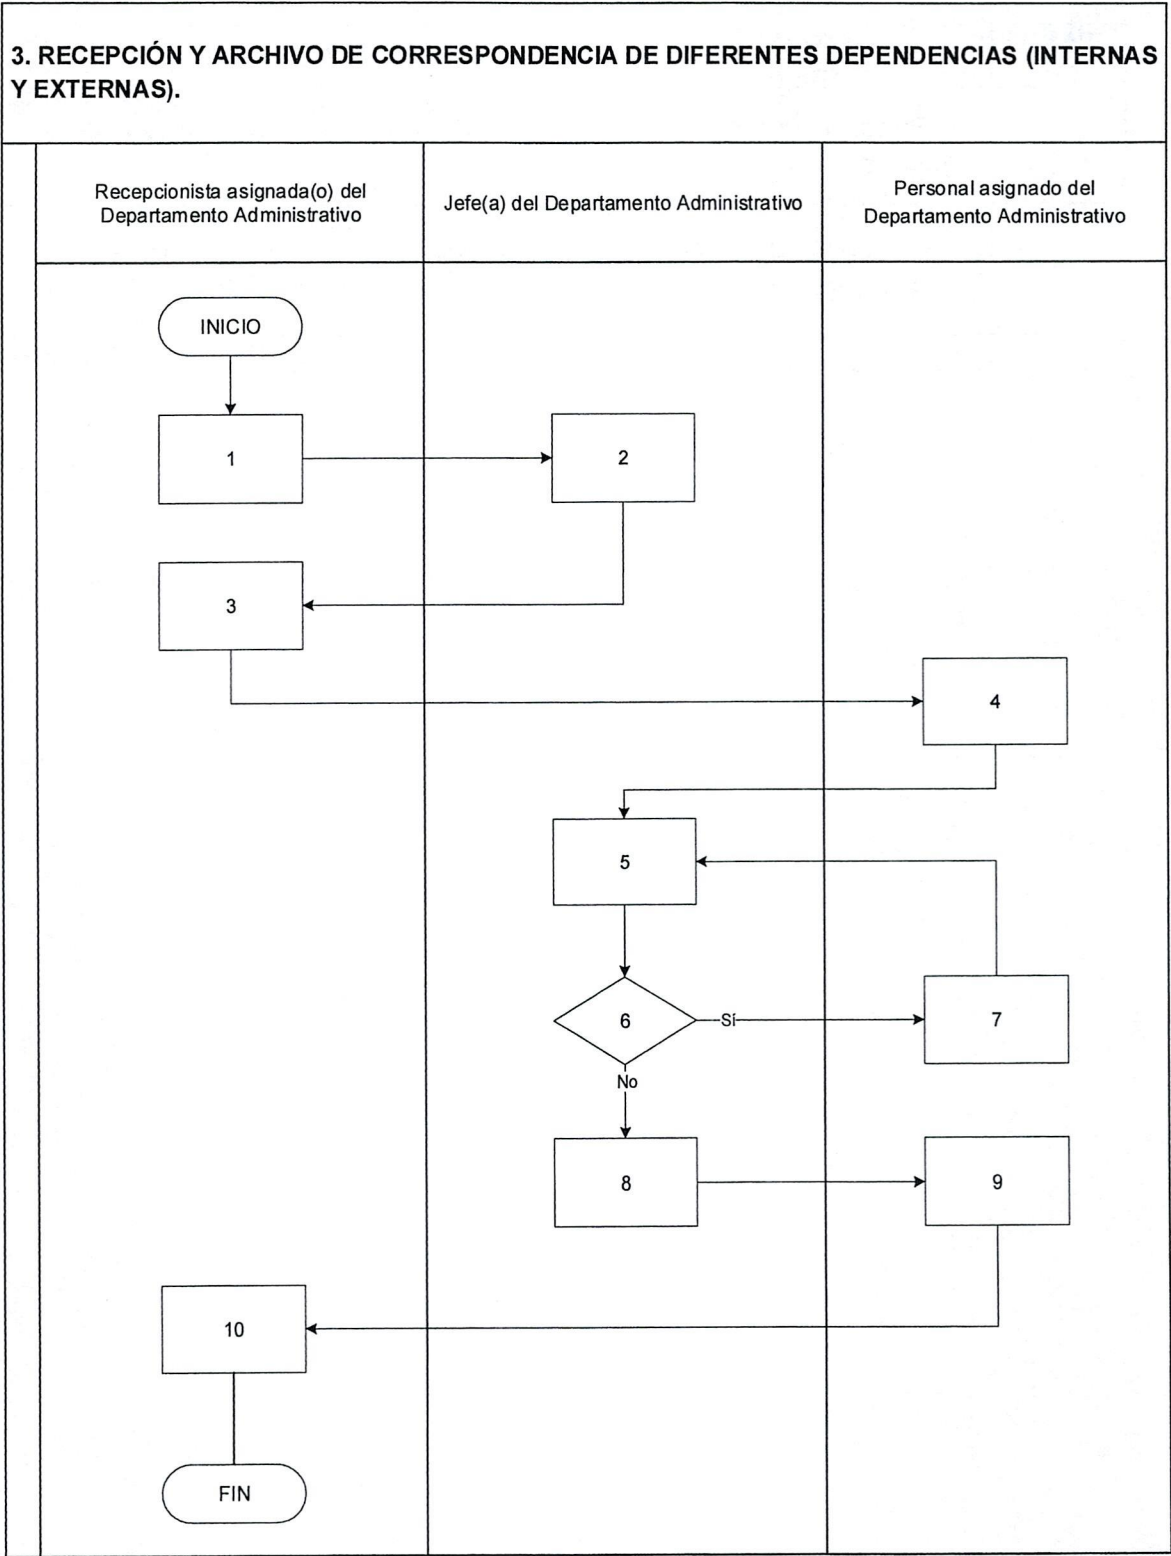 3. RECEPCIÓN Y ARCHIVO DE CORRESPONDENCIA DE DIFERENTES DEPENDENCIAS (INTERNAS
Y EXTERNAS).
Recepcionista asignada(o) del
Departamento Administrativo
Jefe(a) del Departamento Administrativo
Personal asignado del
Departamento Administrativo
INICIO
1
2
3
4
5
6
Sí
7
No
8
9
10
FIN